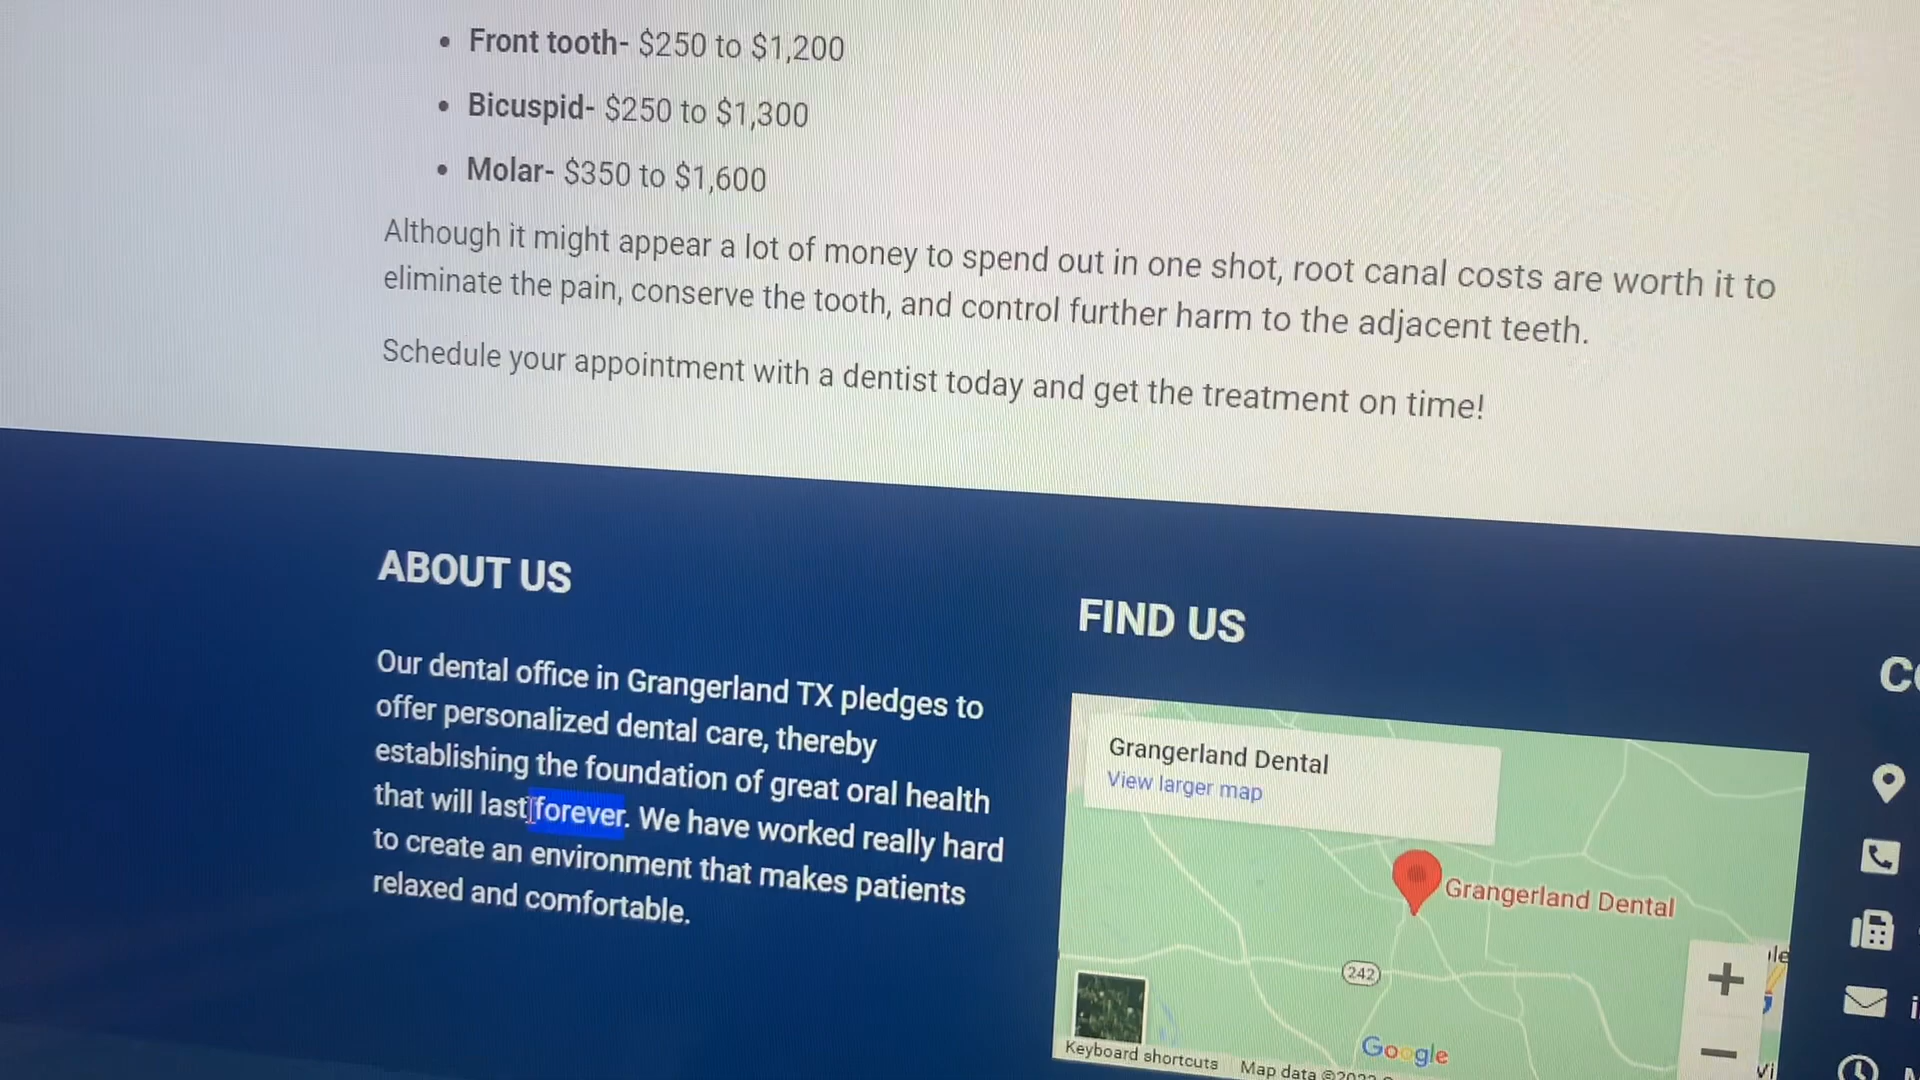 Front tooth- $250 to $1,200
Bicuspid- $250 to $1,300
Molar- $350 to $1,600
Although it might appear a lot of money to spend out in one shot, root canal costs are worth it to
eliminate the pain, conserve the tooth, and control further harm to the adjacent teeth.
Schedule your appointment with a dentist today and get the treatment on time!
ABOUT US
Our dental office in Grangerland TX pledges to
offer personalized dental care, thereby
establishing the foundation of great oral health
that will last forever. We have worked really hard
to create an environment that makes patients
relaxed and comfortable.
FIND US
Grangerland Dental
View larger map
Grangerland Dental
242
Google
Keyboard shortcuts
Map data